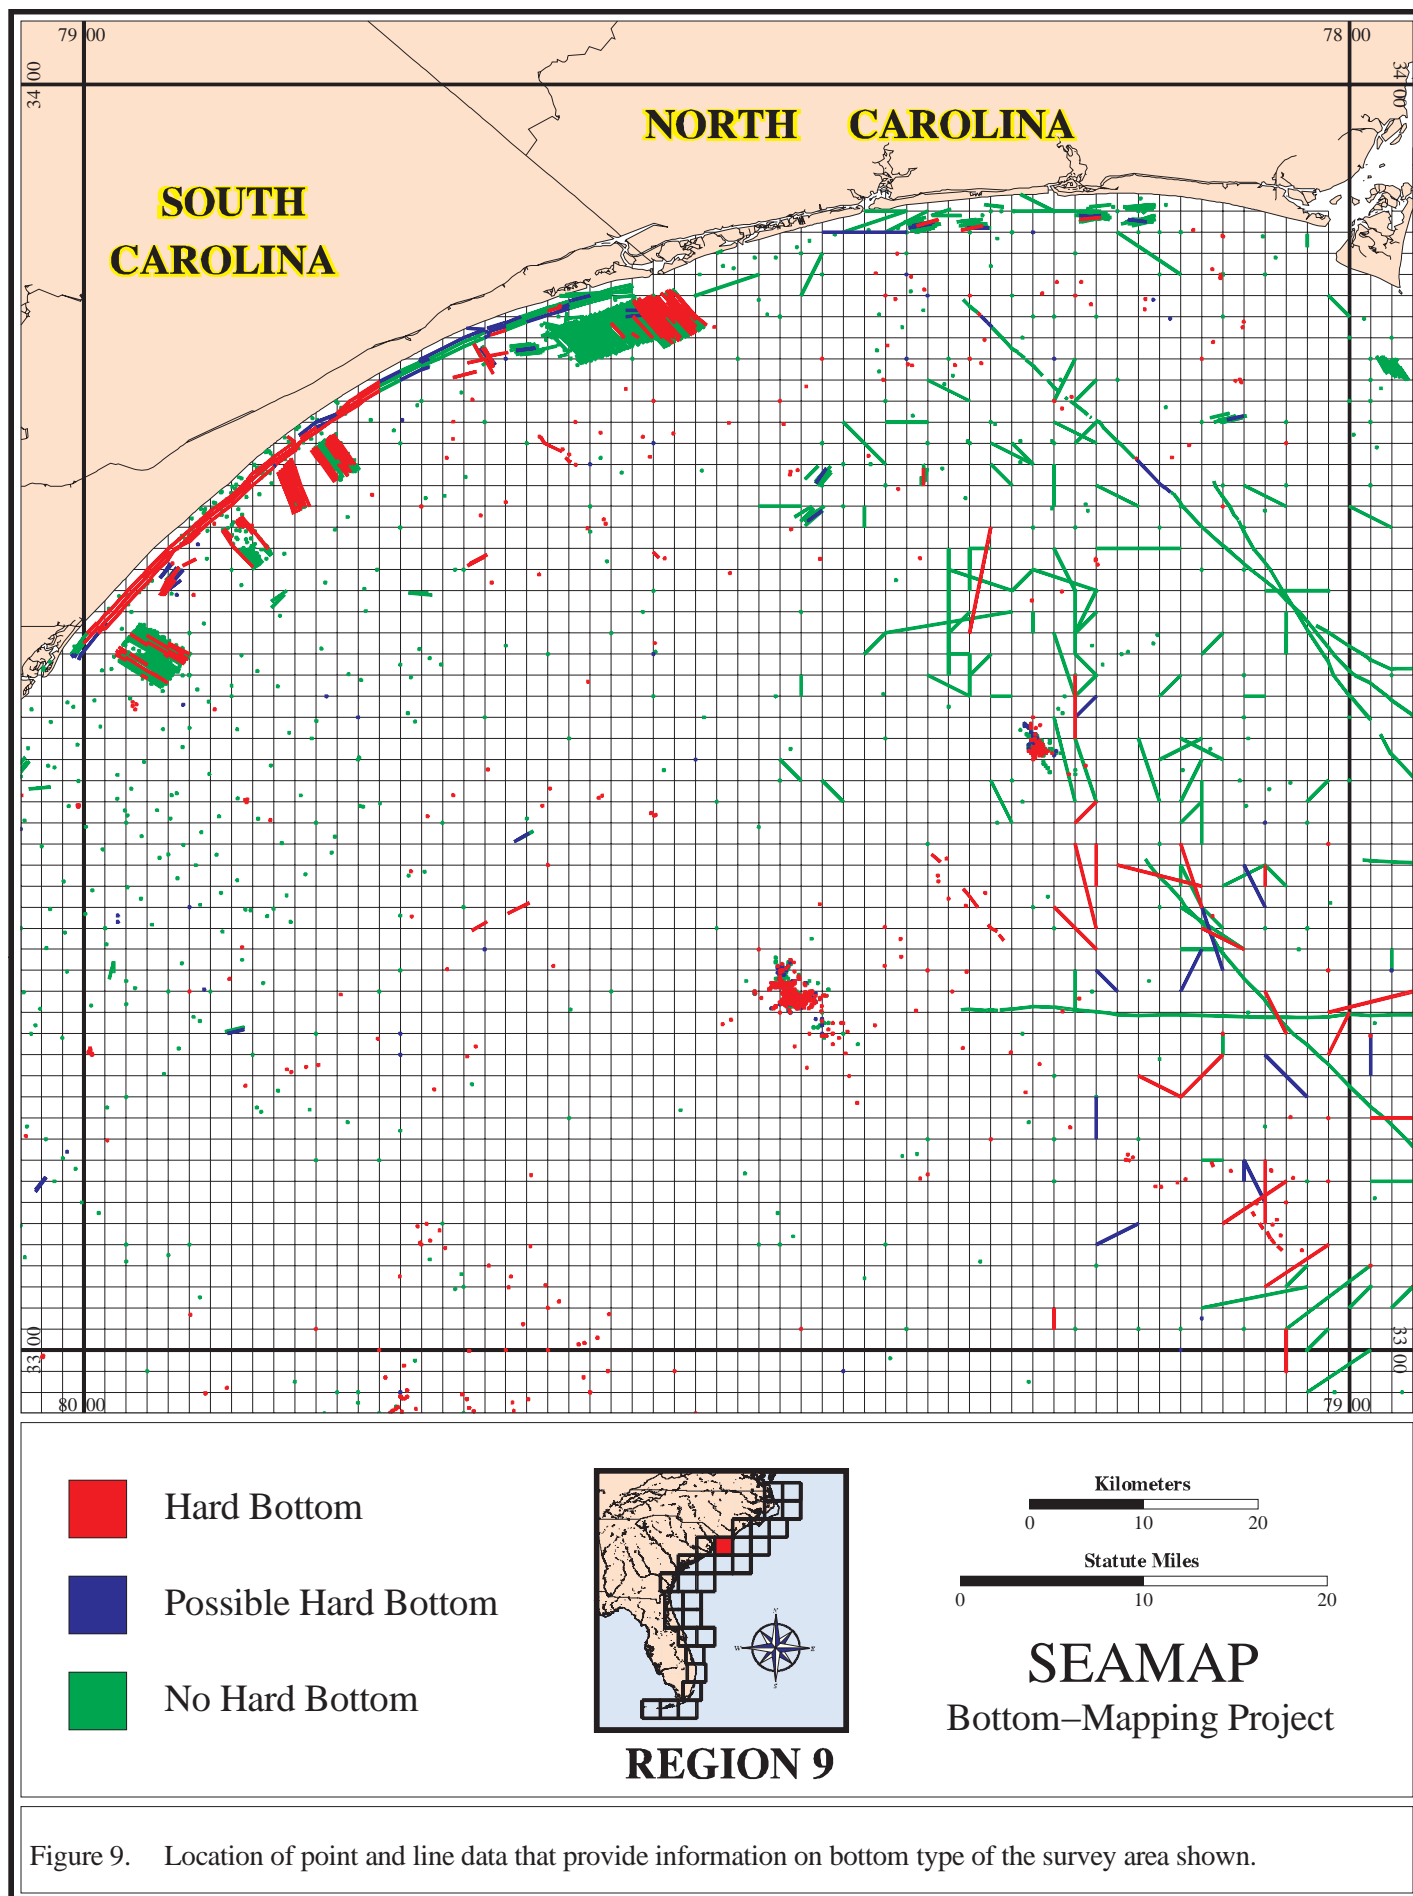 79 00
78 00
34 00
34 00
NORTH CAROLINA
SOUTH
CAROLINA
33 00
33 00
80 00
79 00
Hard Bottom
Possible Hard Bottom
No Hard Bottom
REGION 9
Kilometers
0 10 20
Statute Miles
0 10 20
SEAMAP
Bottom−Mapping Project
Figure 9. Location of point and line data that provide information on bottom type of the survey area shown.